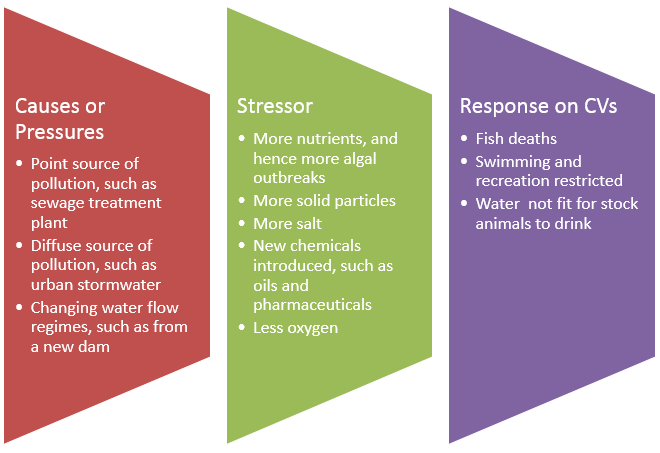 Causes or
Pressures
• Point source of
pollution, such as
sewage treatment
plant
• Diffuse source of
pollution, such as
urban stormwater
• Changing water flow
regimes, such as from
a new dam
Stressor
• More nutrients, and
hence more algal
outbreaks
• More solid particles
• More salt
• New chemicals
introduced, such as
oils and
pharmaceuticals
• Less oxygen
Response on CVs
• Fish deaths
• Swimming and
recreation restricted
• Water  not fit for stock
animals to drink